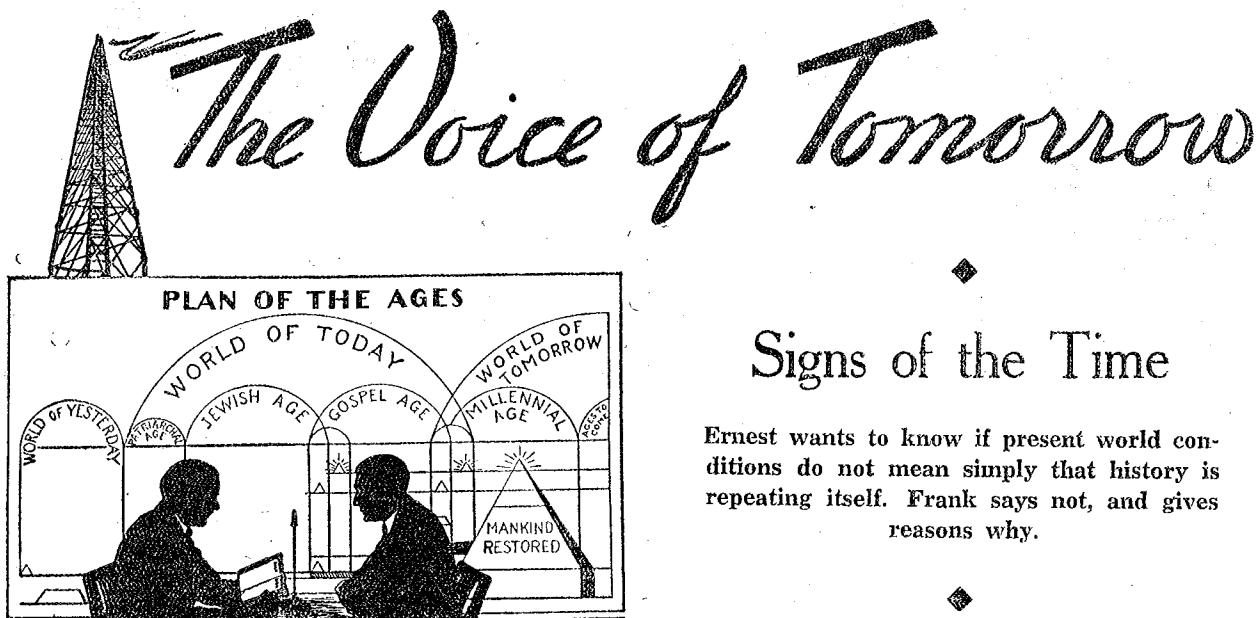 The Voice of Tomorrow
PLAN OF THE AGES
WORLD OF TODAY
WORLD OF
TOMORROW
WORLD OF YESTERDAY
PATRIARCHAL
AGE
JEWISH AGE
GOSPEL AGE
MILLENNIAL
AGE
AGES TO
COME
MANKIND
RESTORED
Signs of the Time
Ernest wants to know if present world con-
ditions do not mean simply that history is
repeating itself. Frank says not, and gives
reasons why.